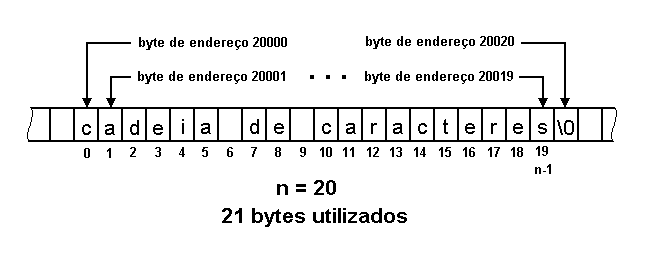 byte de endereço 20000 byte de endereço 20020
byte de endereço 20001 . . . byte de endereço 20019
c a d e i a d e c a r a c t e r e s \0
0 1 2 3 4 5 6 7 8 9 10 11 12 13 14 15 16 17 18 19
n-1
n = 20
21 bytes utilizados